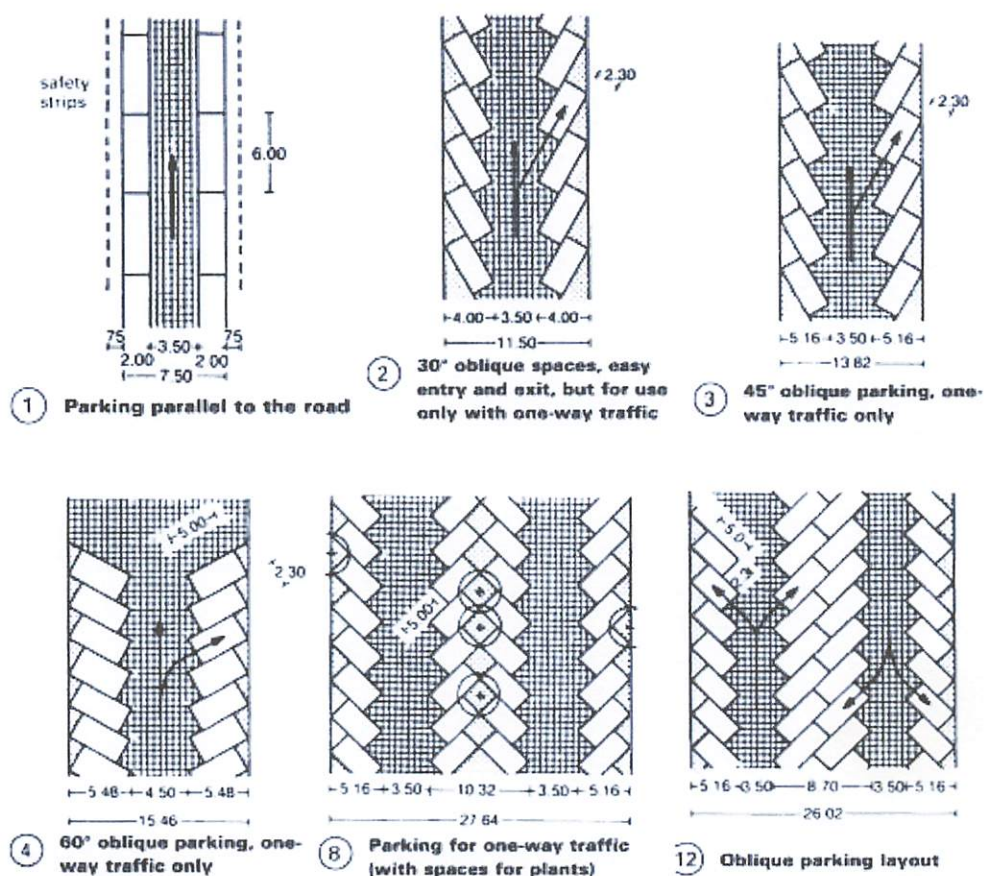 safety
strips
6.00
75
3.50
75
2.00
2.00
7.50
1 Parking parallel to the road
2.30
4.00 3.50 4.00
11.50
2 30° oblique spaces, easy
entry and exit, but for use
only with one-way traffic
2.30
5 16 3 50 5 16
13.82
3 45° oblique parking, one-
way traffic only
5.00
2 30
5 48 4 50 5 48
15.46
4 60° oblique parking, one-
way traffic only
5.00
5 16 3 50 10 32 3 50 5 16
27 64
8 Parking for one-way traffic
(with spaces for plants)
5 16 3 50 8 70 3 50 5 16
26 02
12 Oblique parking layout